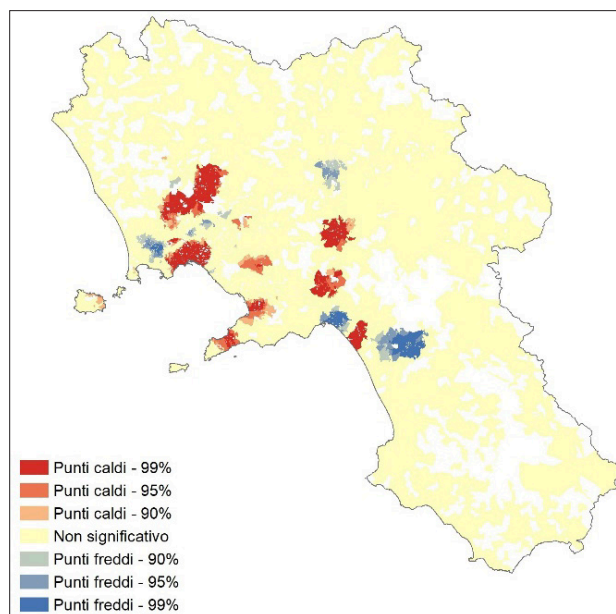 Punti caldi - 99%
Punti caldi - 95%
Punti caldi - 90%
Non significativo
Punti freddi - 90%
Punti freddi - 95%
Punti freddi - 99%